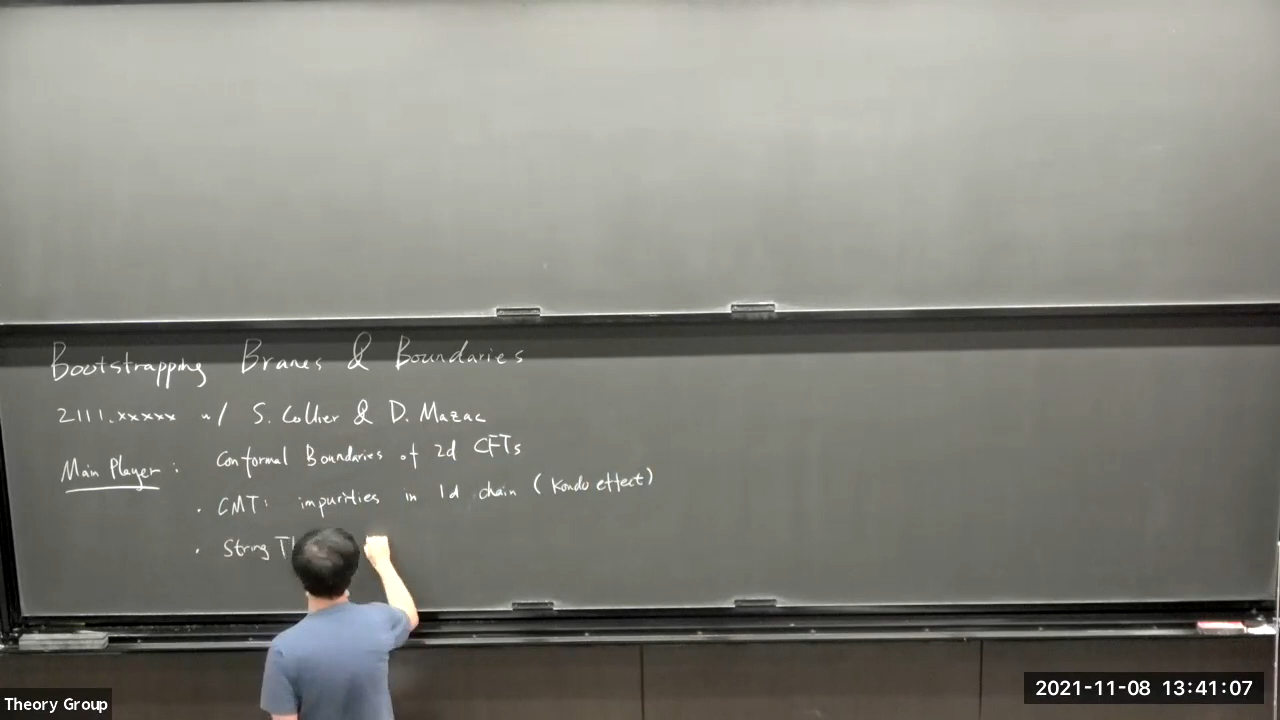 Bootstrapping Branes & Boundaries
2111.xxxxx w/ S. Collier & D. Mazac
Main Player : Conformal Boundaries of 2d CFTs
· CMT: impurities in 1d chain (Kondo effect)
· String
Theory Group
2021-11-08 13:41:07